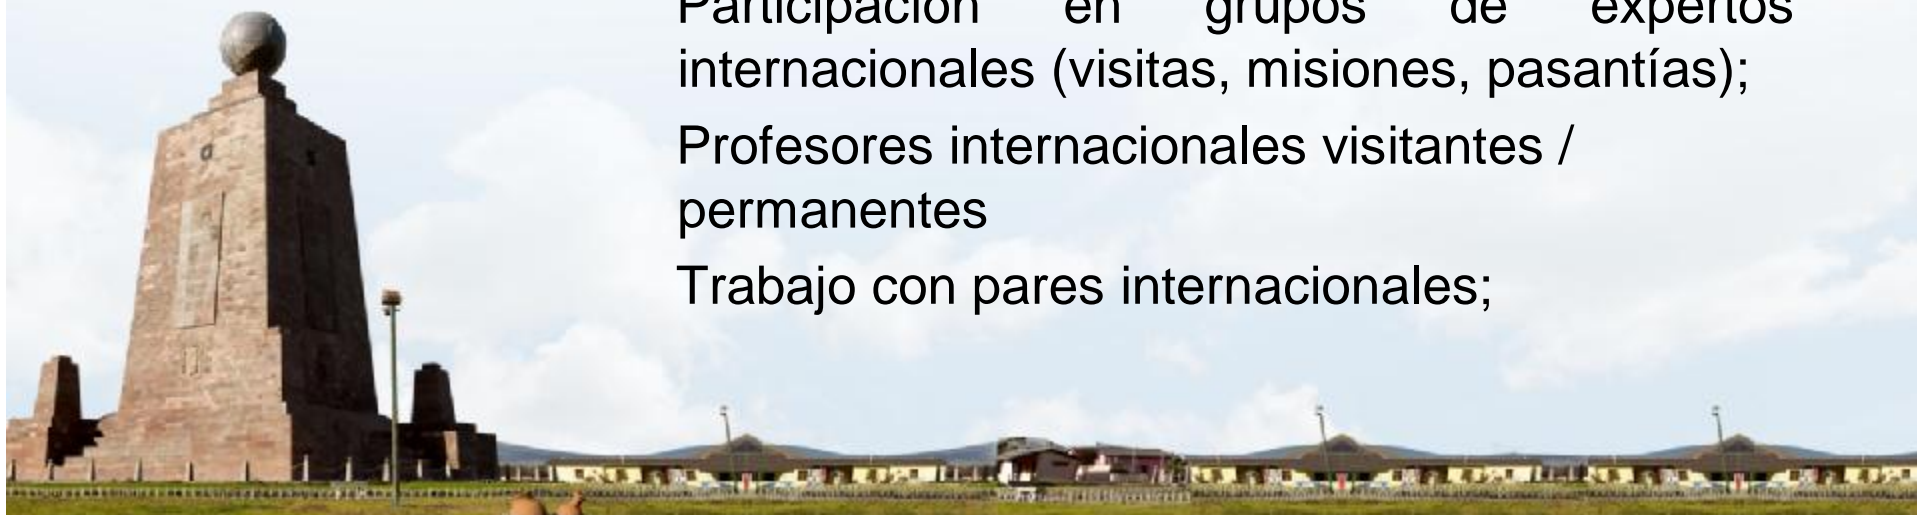 Participación en grupos de expertos
internacionales (visitas, misiones, pasantías);
Profesores internacionales visitantes /
permanentes
Trabajo con pares internacionales;